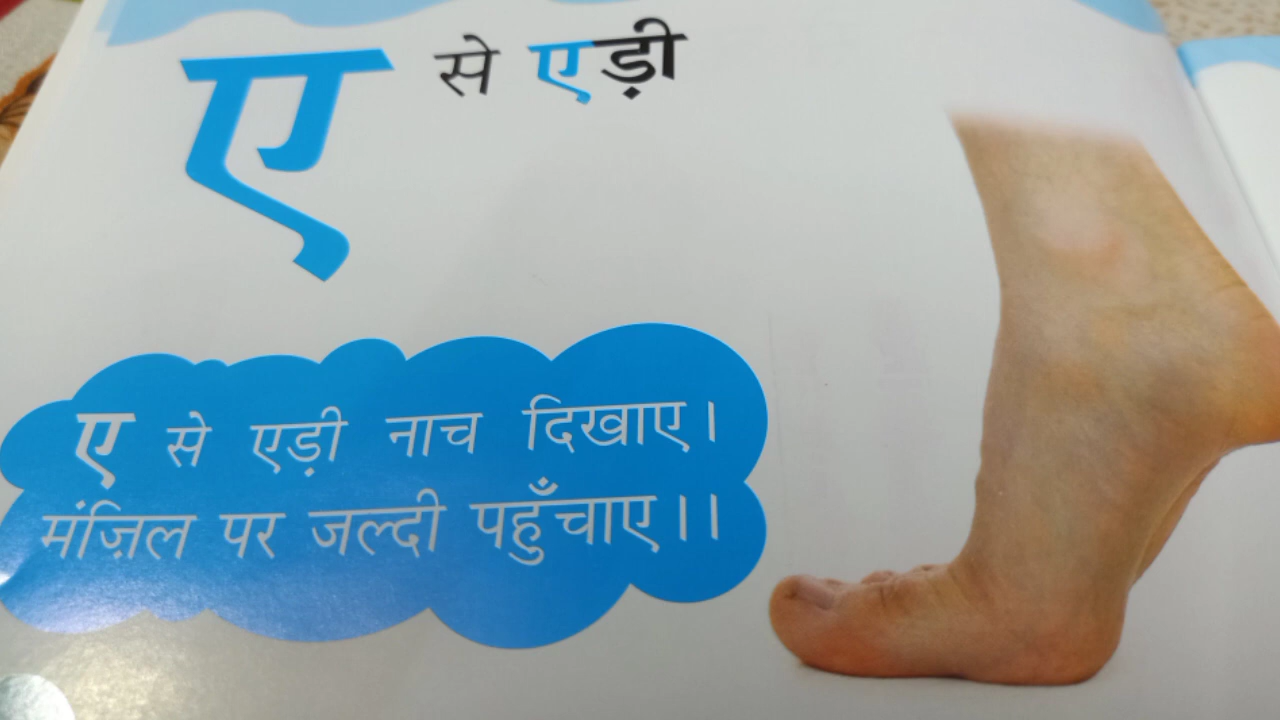 ए से एड़ी
ए से एड़ी नाच दिखाए।
मंज़िल पर जल्दी पहुँचाए।।